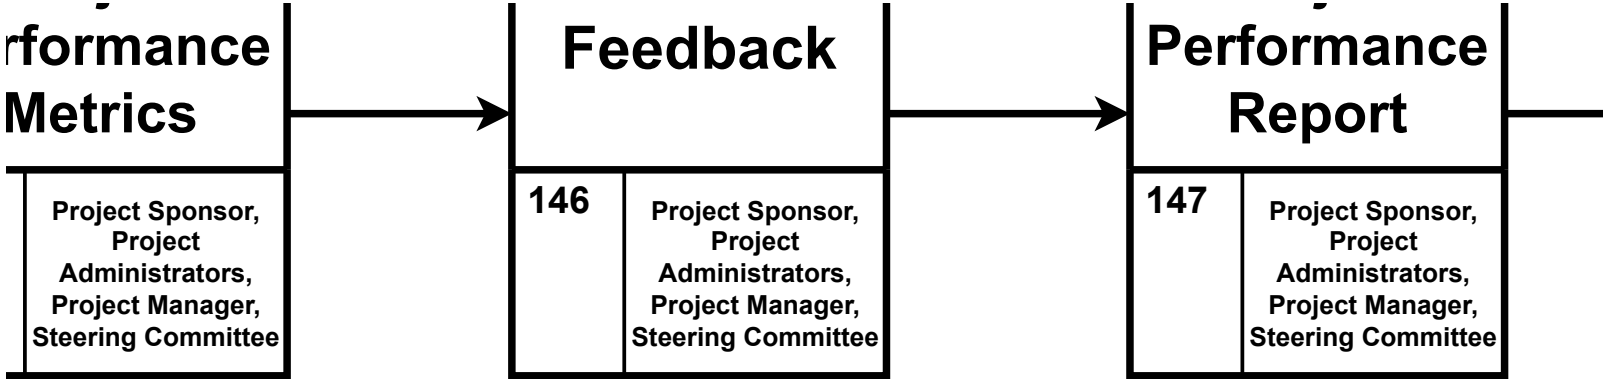 Metrics
Project Sponsor,
Project
Administrators,
Project Manager,
Steering Committee
Feedback
146
Project Sponsor,
Project
Administrators,
Project Manager,
Steering Committee
Performance
Report
147
Project Sponsor,
Project
Administrators,
Project Manager,
Steering Committee